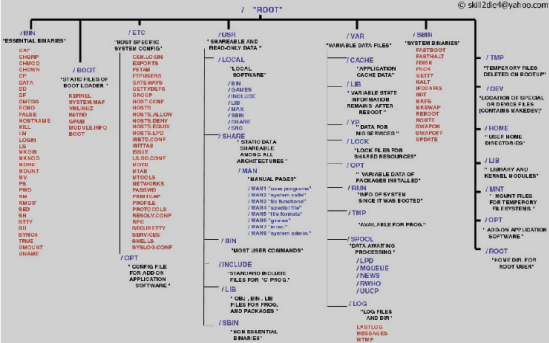 © skill2die4@yahoo.com
/ "ROOT"
/BIN
"ESSENTIAL BINARIES"
CAT
CHGRP
CHMOD
CHOWN
CP
DATA
DD
DF
DMESG
ECHO
FALSE
HOSTNAME
KILL
LN
LOGIN
LS
MKDIR
MKNOD
MORE
MOUNT
MV
PS
PWD
RM
RMDIR
SED
SH
STTY
SU
SYNCH
TRUE
UMOUNT
UNAME
/BOOT
"STATIC FILES OF
BOOT LOADER"
KERNEL
SYSTEM.MAP
VMLINUZ
INITRD
GRUB
MODULE.INFO
BOOT
/ ETC
"HOST SPECIFIC
SYSTEM CONFIG"
CSH.LOGIN
EXPORTS
FSTAB
FTPUSERS
GATEWAYS
GETTYDEFS
GROUP
HOST.CONF
HOSTS
HOSTS.ALLOW
HOSTS.DENY
HOSTS.EQUIV
HOSTS.LPD
INETD.CONF
INITTAB
ISSUE
LS.SO.CONF
MOTD
MTAB
MTOOLS
NETWORKS
PASSWD
PRINTCAP
PROFILE
PROTOCOLS
RESOLV.CONF
RPC
SECURETTY
SERVICES
SHELLS
SYSLOG.CONF
/OPT
"CONFIG FILE
FOR ADD ON
APPLICATION
SOFTWARE"
/USR
"SHAREABLE AND
READ-ONLY DATA"
/LOCAL
"LOCAL
SOFTWARE"
/BIN
/GAMES
/INCLUDE
/LIB
/MAN
/SBIN
/SHARE
/SRC
/SHARE
"STATIC DATA
SHAREABLE
AMONG ALL
ARCHITECTURES"
/MAN
"MANUAL PAGES"
/MAN1 "user programs"
/MAN2 "system calls"
/MAN3 "lib functions"
/MAN4 "special file"
/MAN5 "file formats"
/MAN6 "games"
/MAN7 "misc."
/MAN8 "system admin."
/BIN
"MOST USER COMMANDS"
/INCLUDE
"STANDARD INCLUDE
FILES FOR 'C' PROG."
/LIB
"OBJ, BIN, LIB
FILES FOR PROG.
AND PACKAGES"
/SBIN
"NON ESSENTIAL
BINARIES"
/VAR
"VARIABLE DATA FILES"
/CACHE
"APPLICATION
CACHE DATA"
/LIB
"VARIABLE STATE
INFORMATION
REMAINS AFTER
REBOOT"
/YP
"DATA FOR
NIS SERVICES"
/LOCK
"LOCK FILES FOR
SHARED RESOURCES"
/OPT
"VARIABLE DATA OF
PACKAGES INSTALLED"
/RUN
"INFO OF SYSTEM
SINCE IT WAS BOOTED"
/TMP
"AVAILABLE FOR PROG."
/SPOOL
"DATA AWAITING
PROCESSING"
/LPD
/MQUEUE
/NEWS
/RWHO
/UUCP
/LOG
"LOG FILES
AND DIR"
LASTLOG
MESSAGES
WTMP
/SBIN
"SYSTEM BINARIES"
FASTBOOT
FASTHALT
FDISK
FSCK
GETTY
HALT
IFCONFIG
INIT
MKFS
MKSWAP
REBOOT
ROUTE
SWAPON
SWAPOFF
UPDATE
/TMP
"TEMPORERY FILES
DELETED ON BOOTUP"
/DEV
"LOCATION OF SPECIAL
OR DEVICE FILES
(CONTAINS MAKEDEV)"
/HOME
"USER HOME
DIRECTORIES"
/LIB
"LIBRARY AND
KERNEL MODULES"
/MNT
"MOUNT FILES
FOR TEMPORERY
FILESYSTEMS"
/OPT
"ADD-ON APPLICATION
SOFTWARE"
/ROOT
"HOME DIR. FOR
ROOT USER"